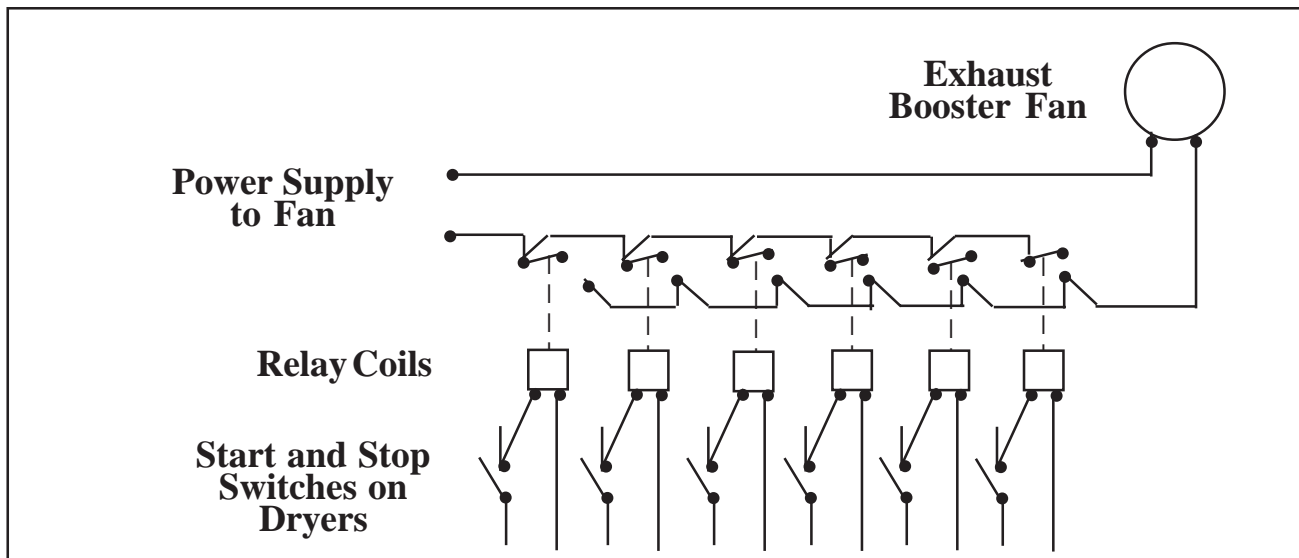 Exhaust
Booster Fan
Power Supply
to Fan
Relay Coils
Start and Stop
Switches on
Dryers